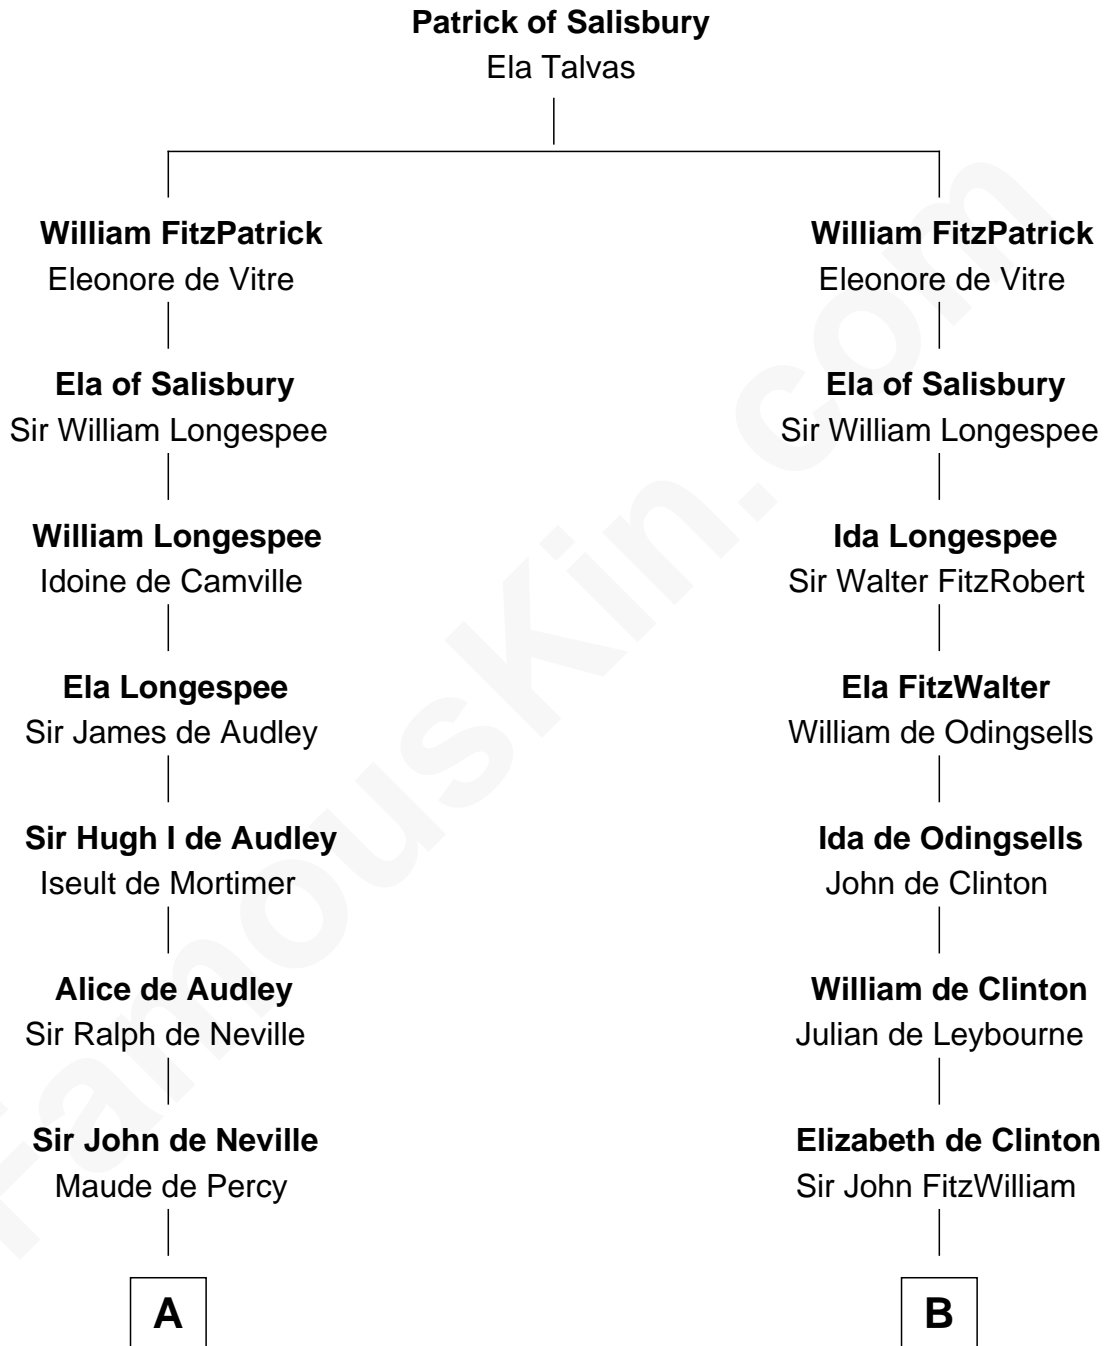 Patrick of Salisbury
Ela Talvas
William FitzPatrick
Eleonore de Vitre
Ela of Salisbury
Sir William Longespee
William Longespee
Idoine de Camville
Ela Longespee
Sir James de Audley
Sir Hugh I de Audley
Iseult de Mortimer
Alice de Audley
Sir Ralph de Neville
Sir John de Neville
Maude de Percy
A
William FitzPatrick
Eleonore de Vitre
Ela of Salisbury
Sir William Longespee
Ida Longespee
Sir Walter FitzRobert
Ela FitzWalter
William de Odingsells
Ida de Odingsells
John de Clinton
William de Clinton
Julian de Leybourne
Elizabeth de Clinton
Sir John FitzWilliam
B
FamousKin.com